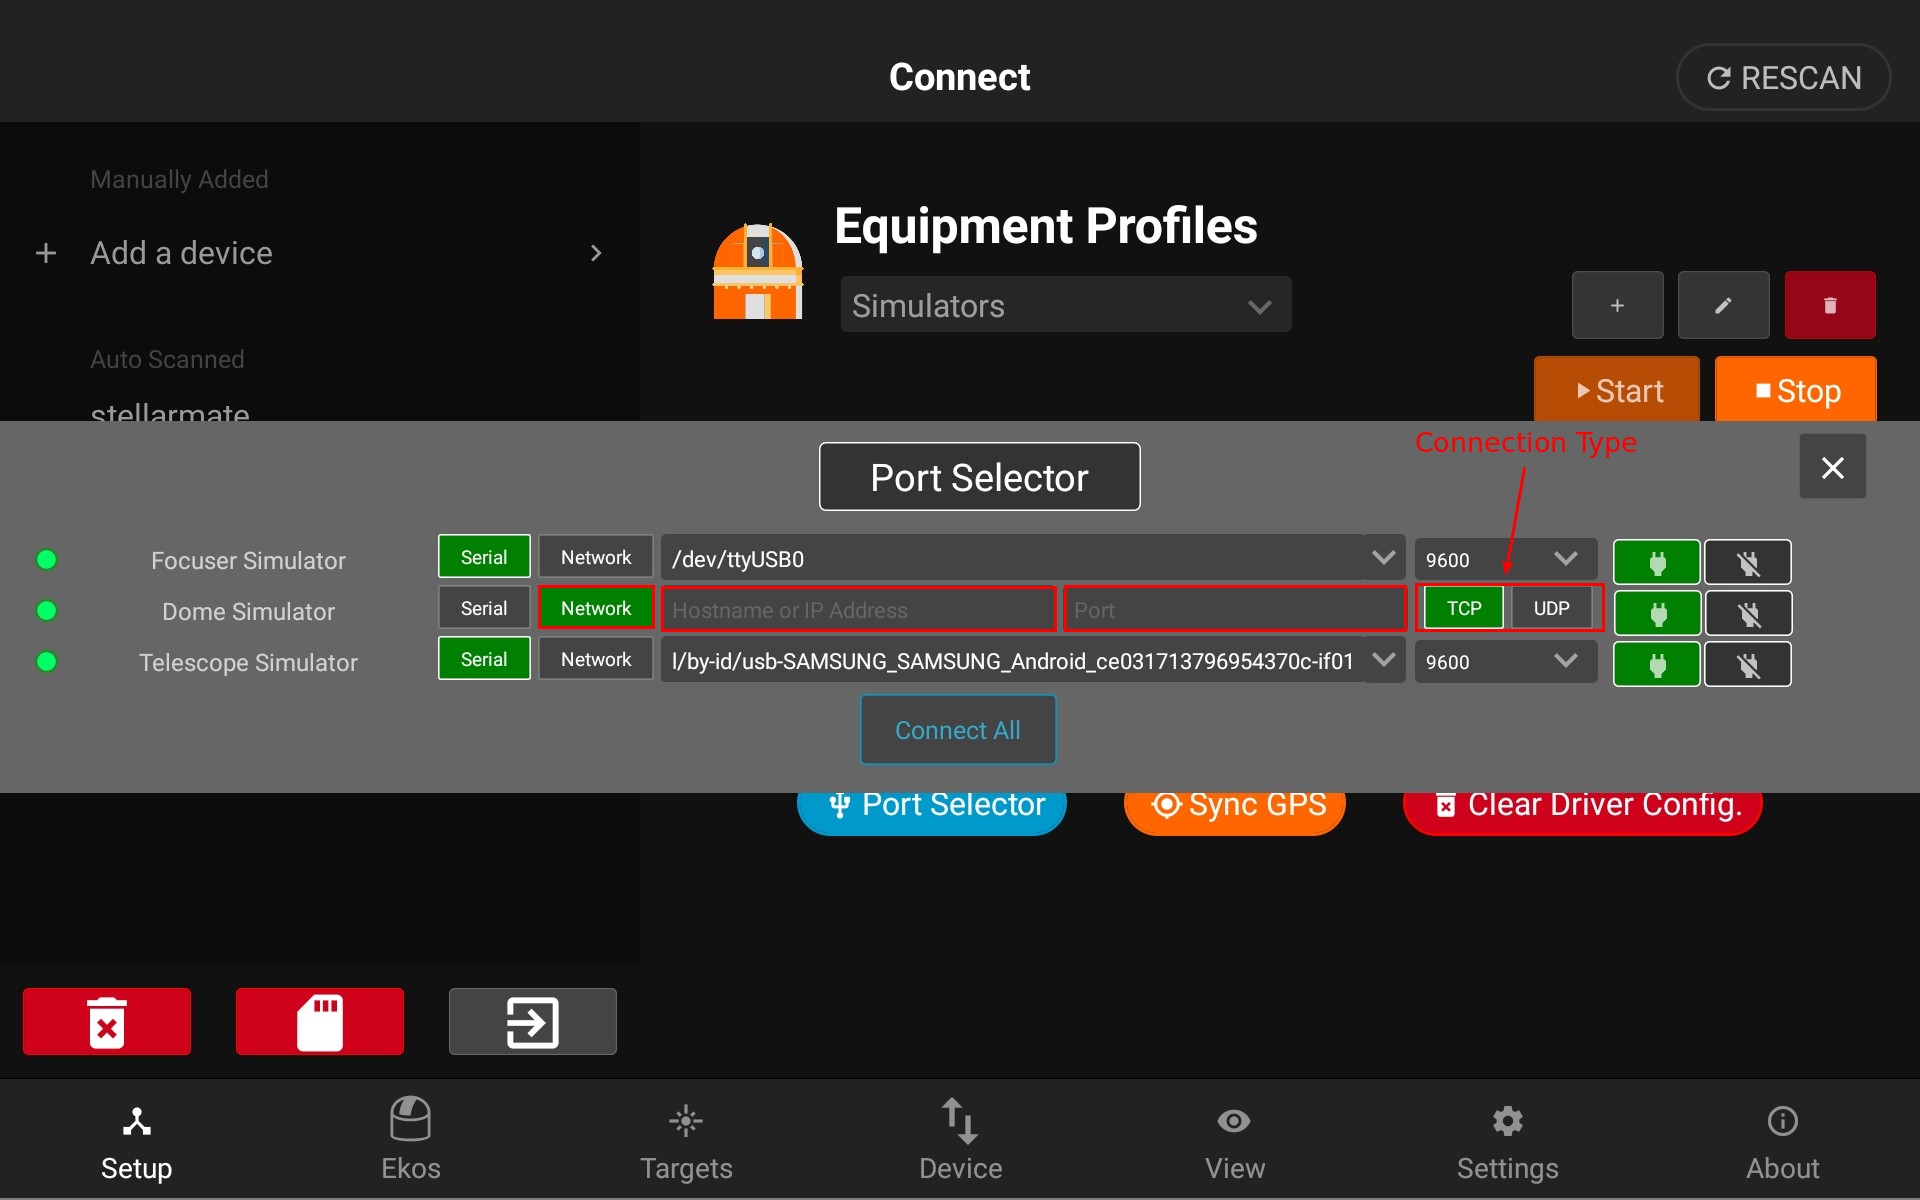 Connect
RESCAN
Manually Added
+ Add a device
Auto Scanned
stellarmate
Equipment Profiles
Simulators
Start
Stop
Connection Type
Port Selector
Focuser Simulator Serial Network /dev/ttyUSB0 9600
Dome Simulator Serial Network Hostname or IP Address Port TCP UDP
Telescope Simulator Serial Network l/by-id/usb-SAMSUNG_SAMSUNG_Android_ce031713796954370c-if01 9600
Connect All
Port Selector
Sync GPS
Clear Driver Config.
Setup
Ekos
Targets
Device
View
Settings
About